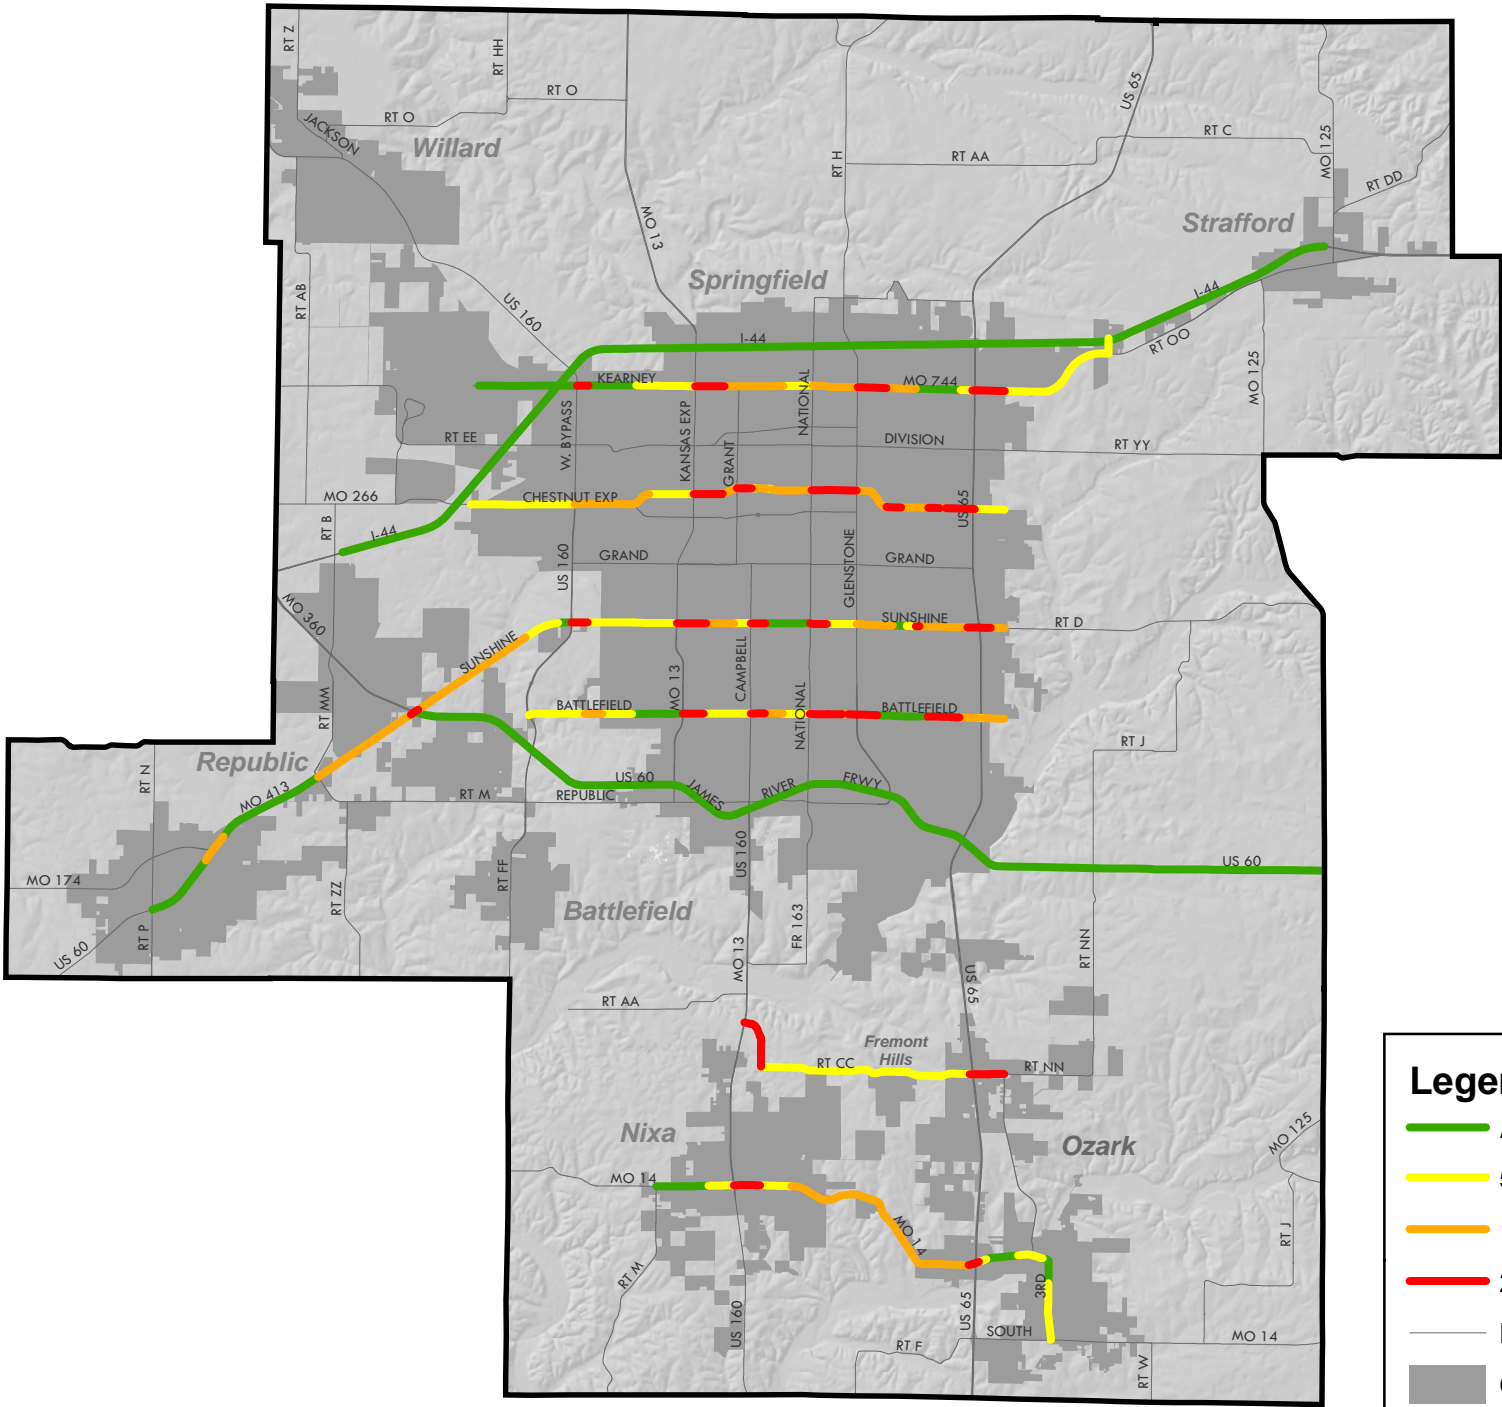 RT Z
RT HH
RT O
RT O
JACKSON
Willard
RT H
RT AA
US 65
RT C
MO 125
RT DD
MO 13
Strafford
Springfield
RT AB
US 160
I-44
I-44
RT OO
MO 125
KEARNEY
MO 744
W. BYPASS
KANSAS EXP
GRANT
NATIONAL
RT EE
DIVISION
RT YY
MO 266
CHESTNUT EXP
RT B
I-44
US 65
US 160
GRAND
GLENSTONE
GRAND
MO 360
SUNSHINE
SUNSHINE
RT D
RT MM
MO 13
CAMPBELL
NATIONAL
BATTLEFIELD
BATTLEFIELD
RT J
Republic
RT N
MO 413
RT M
US 60
REPUBLIC
JAMES
RIVER
FRWY
US 160
US 60
MO 174
RT ZZ
RT FF
Battlefield
US 60
RT P
FR 163
MO 13
RT NN
US 65
RT AA
Fremont
Hills
RT CC
RT NN
Nixa
Ozark
MO 125
MO 14
MO 14
RT J
RT M
3RD
US 160
US 65
SOUTH
RT F
MO 14
RT W
Lege
5
2